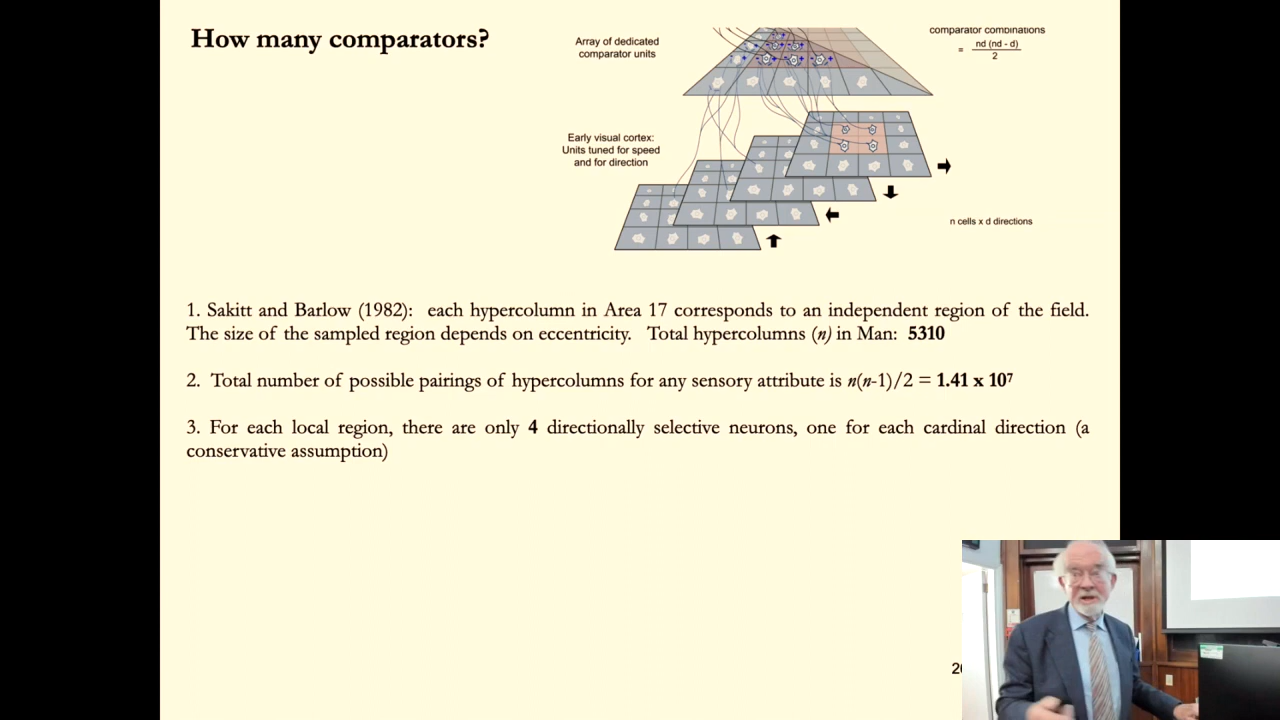 How many comparators?
Array of dedicated
comparator units
comparator combinations
= nd (nd - d)
2
Early visual cortex:
Units tuned for speed
and for direction
n cells x d directions
1. Sakitt and Barlow (1982): each hypercolumn in Area 17 corresponds to an independent region of the field.
The size of the sampled region depends on eccentricity. Total hypercolumns (n) in Man: 5310
2. Total number of possible pairings of hypercolumns for any sensory attribute is n(n-1)/2 = 1.41 x 10⁷
3. For each local region, there are only 4 directionally selective neurons, one for each cardinal direction (a
conservative assumption)